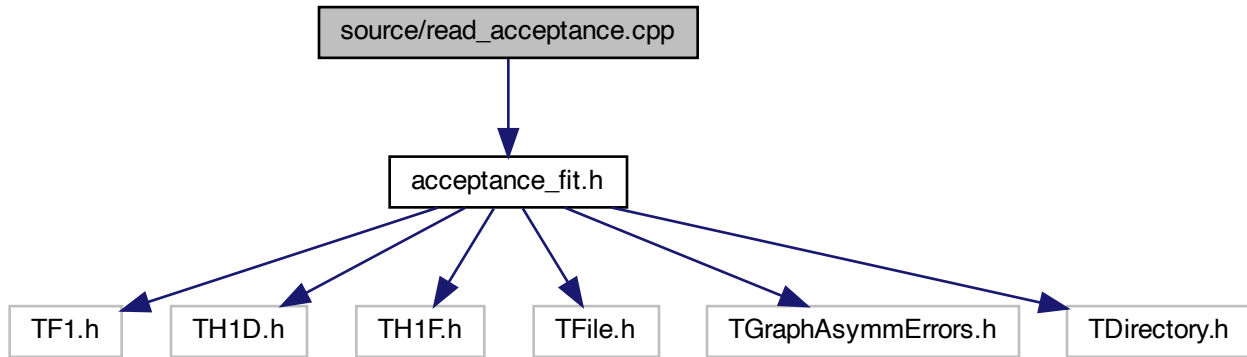 source/read_acceptance.cpp
acceptance_fit.h
TF1.h
TH1D.h
TH1F.h
TFile.h
TGraphAsymmErrors.h
TDirectory.h